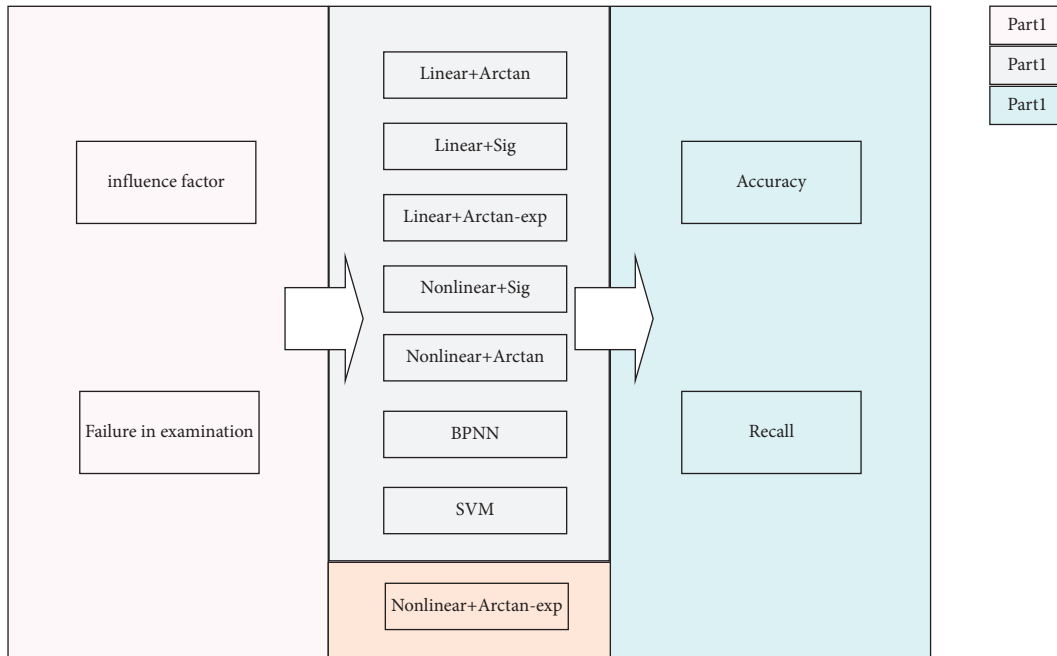 influence factor
Failure in examination
Linear+Arctan
Linear+Sig
Linear+Arctan-exp
Nonlinear+Sig
Nonlinear+Arctan
BPNN
SVM
Nonlinear+Arctan-exp
Accuracy
Recall
Part1
Part1
Part1